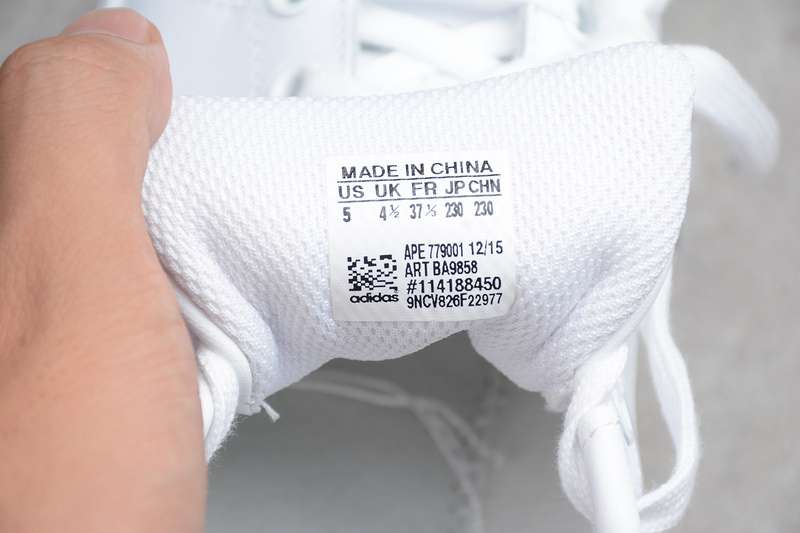 MADE IN CHINA
US UK FR JP CHN
5 4½ 37⅓ 230 230
APE 779001 12/15
ART BA9858
#114188450
adidas 9NCV826F22977